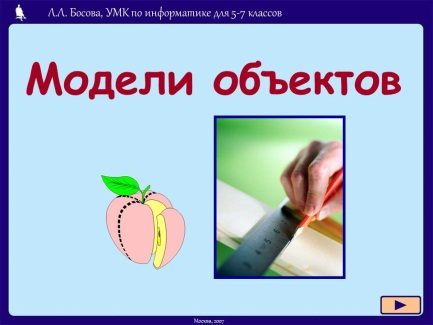 Л.Л. Босова, УМК по информатике для 5-7 классов
Модели объектов
Москва, 2007